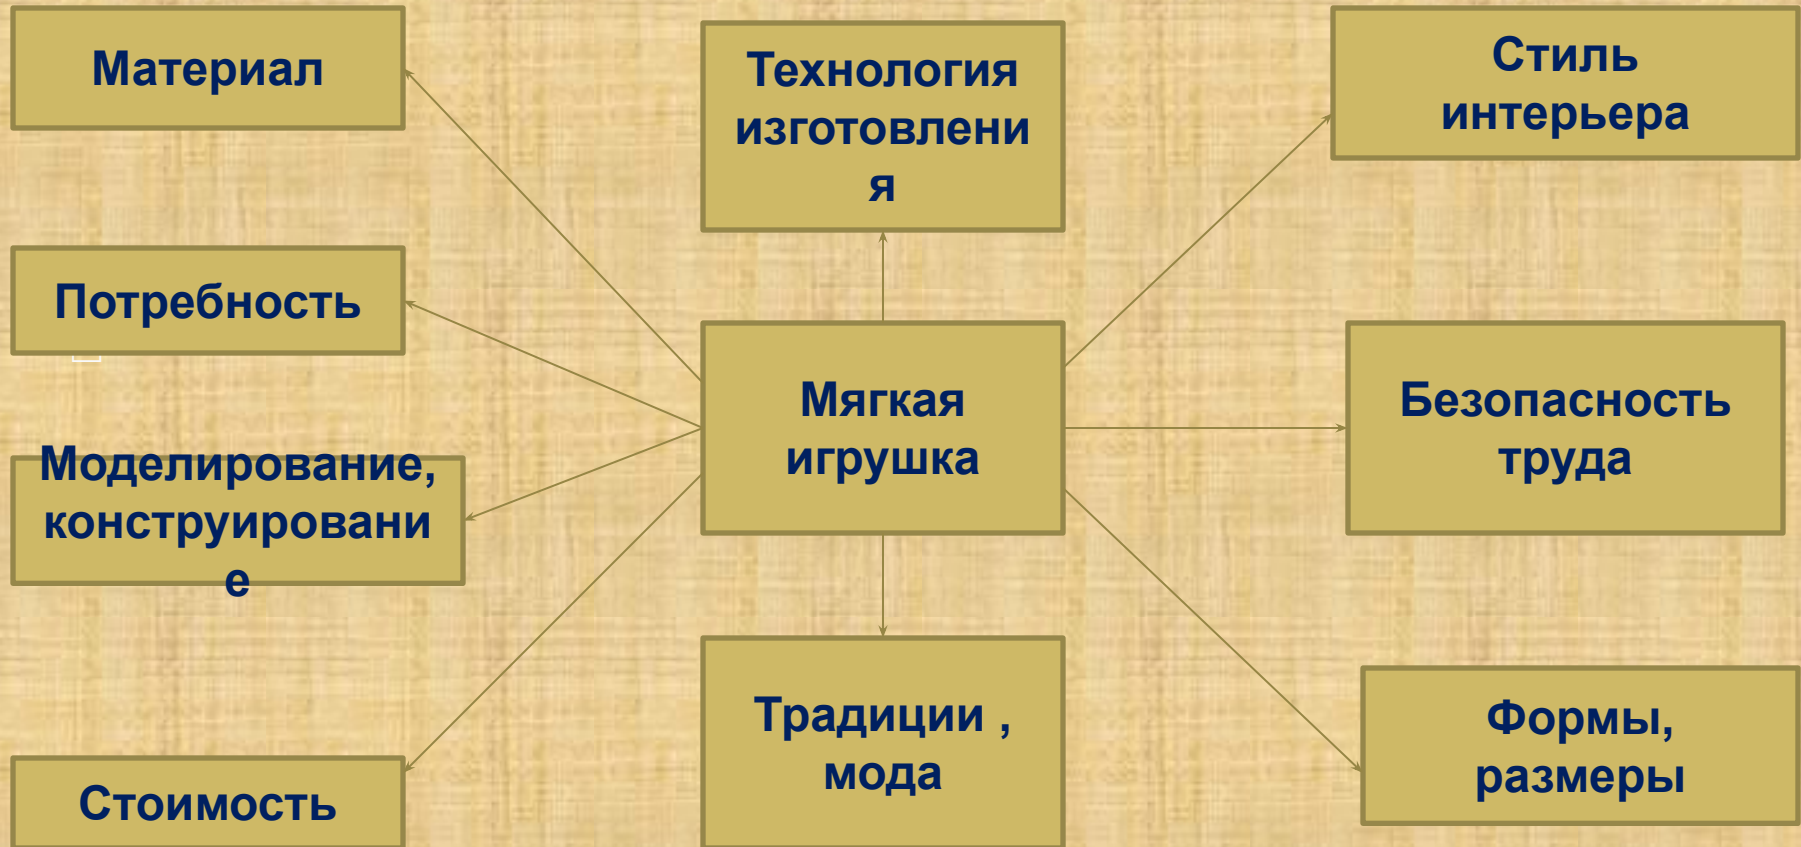 Материал
Технология
изготовлени
я
Стиль
интерьера
Потребность
Мягкая
игрушка
Безопасность
труда
Моделирование,
конструировани
е
Традиции ,
мода
Формы,
размеры
Стоимость